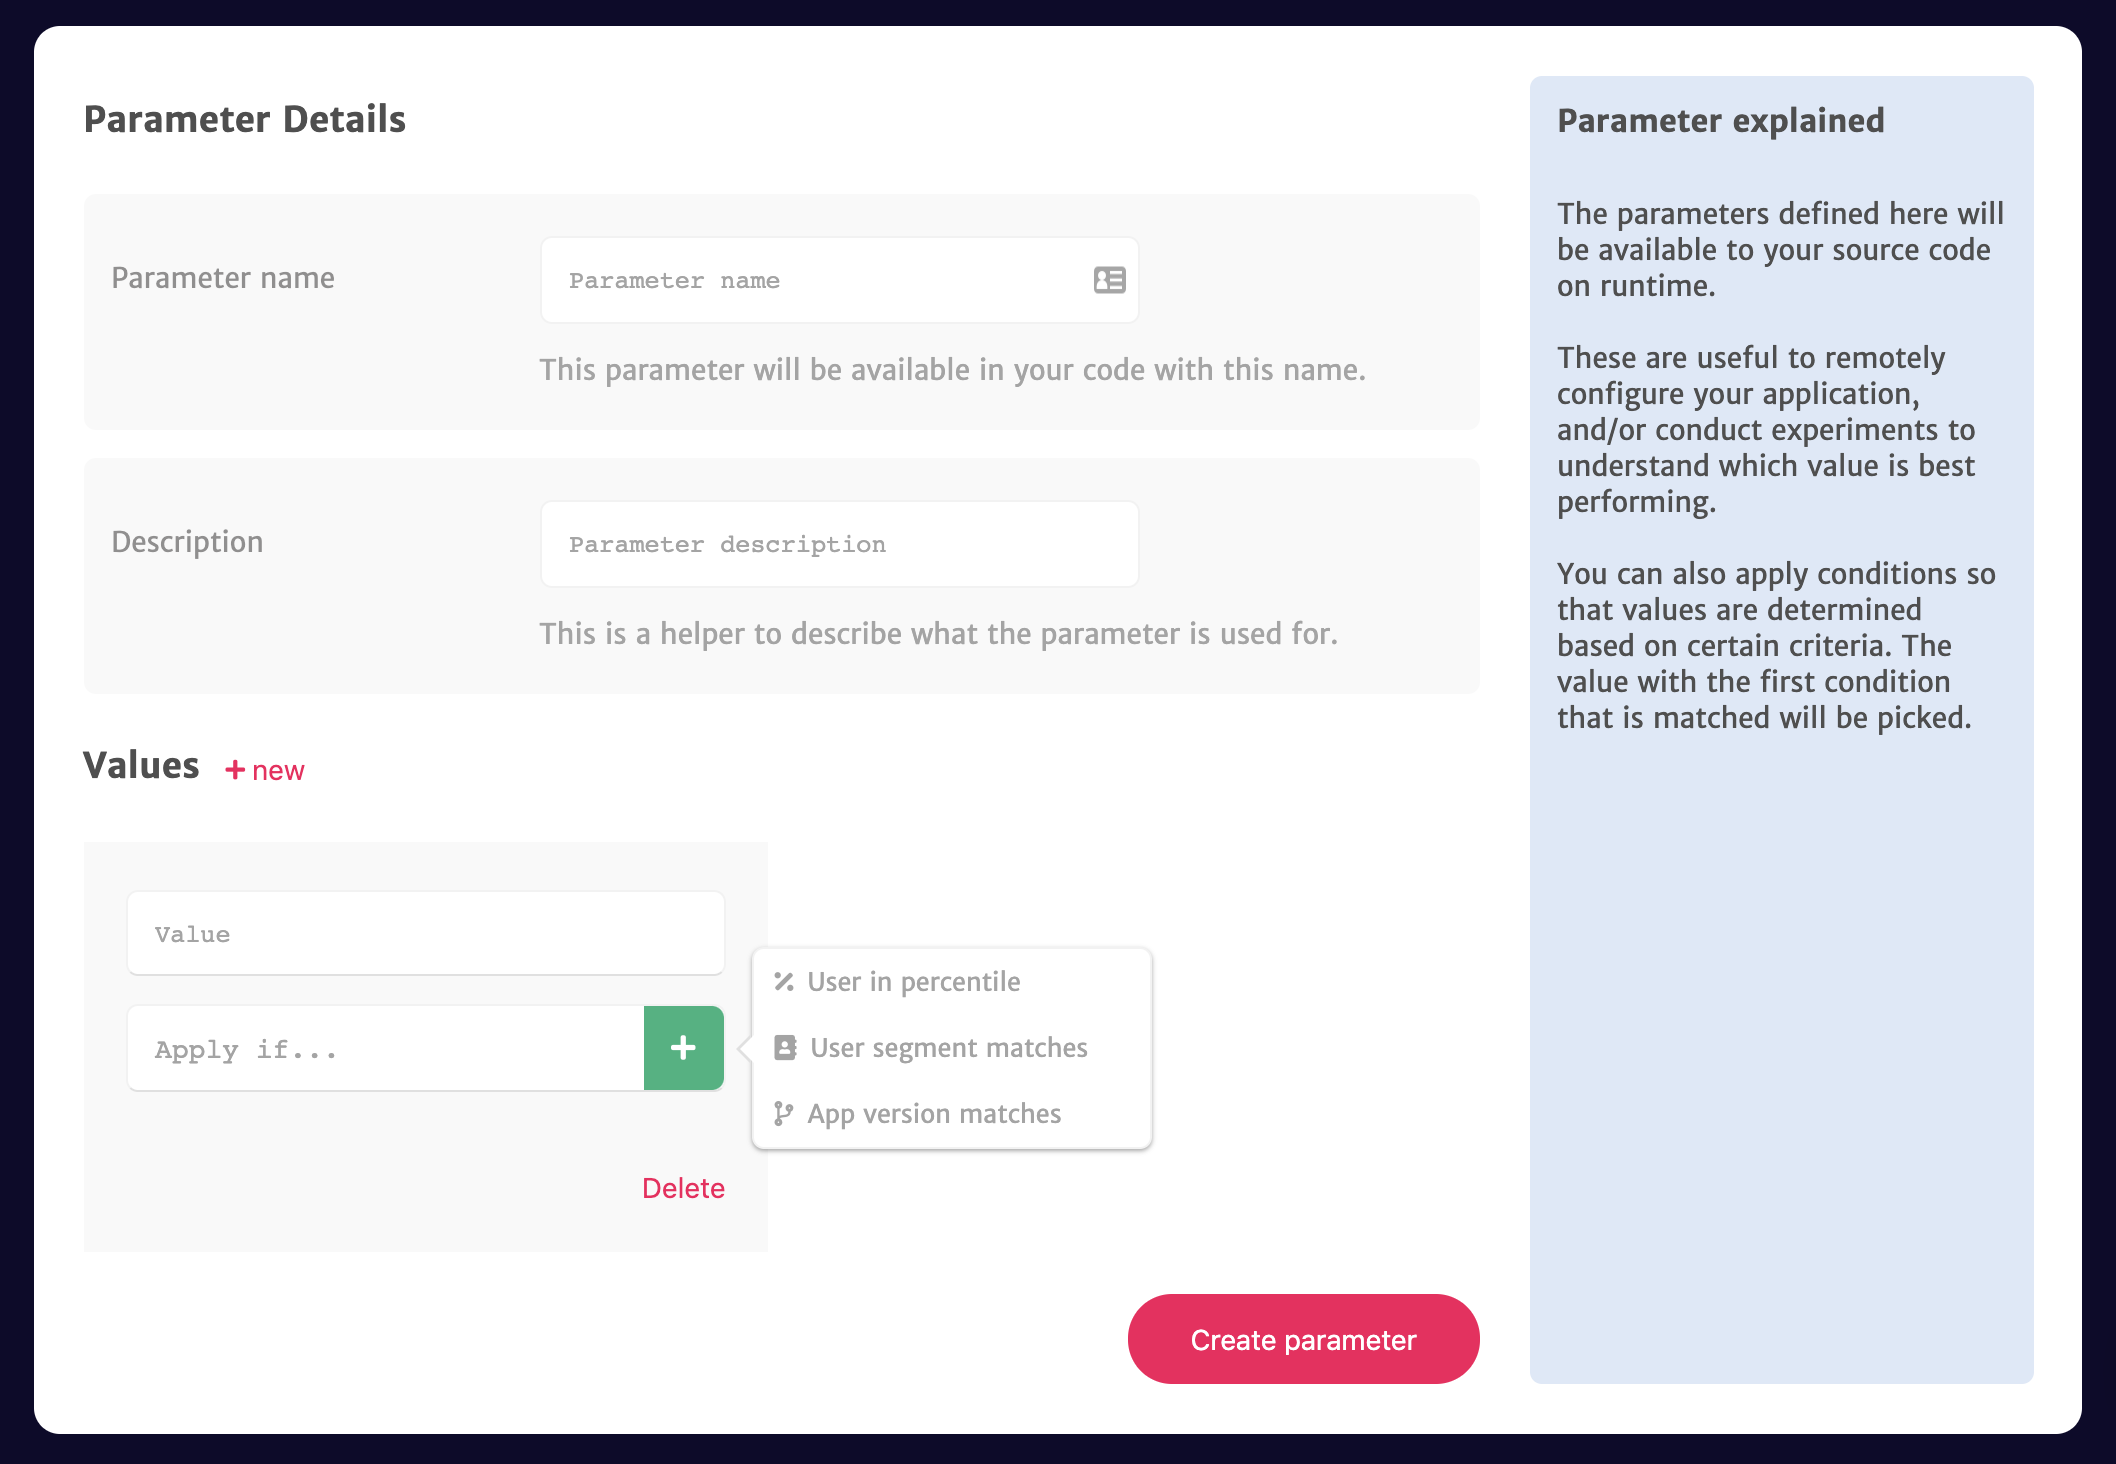 Parameter Details
Parameter name
Parameter name
This parameter will be available in your code with this name.
Description
Parameter description
This is a helper to describe what the parameter is used for.
Values + new
Value
Apply if...
+
User in percentile
User segment matches
App version matches
Delete
Create parameter
Parameter explained
The parameters defined here will
be available to your source code
on runtime.
These are useful to remotely
configure your application,
and/or conduct experiments to
understand which value is best
performing.
You can also apply conditions so
that values are determined
based on certain criteria. The
value with the first condition
that is matched will be picked.